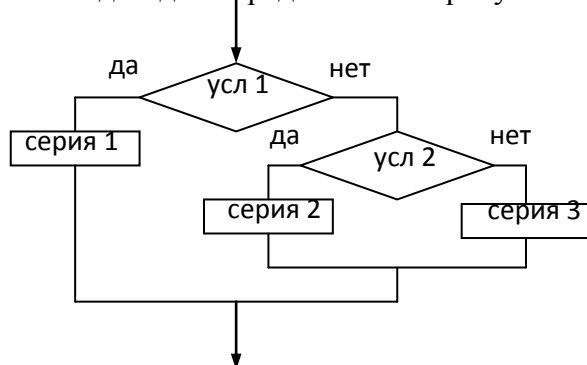 да
нет
усл 1
серия 1
да
нет
усл 2
серия 2
серия 3